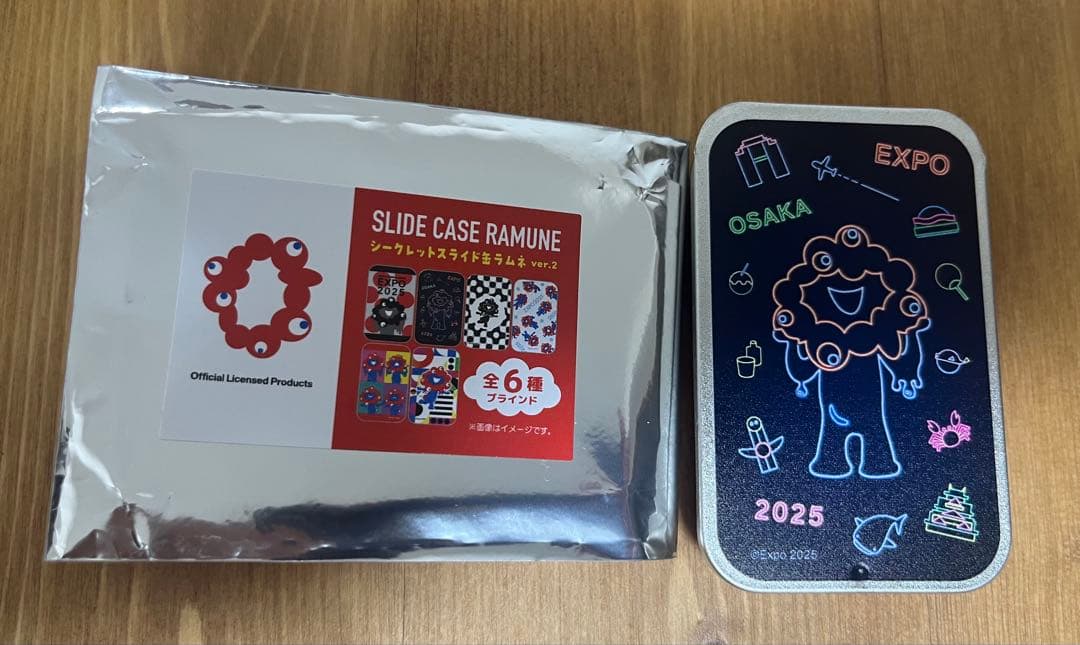 Official Licensed Products
SLIDE CASE RAMUNE
シークレットスライド缶ラムネ ver.2
EXPO
2025
全6種
ブラインド
※画像はイメージです。
EXPO
OSAKA
2025
©Expo 2025